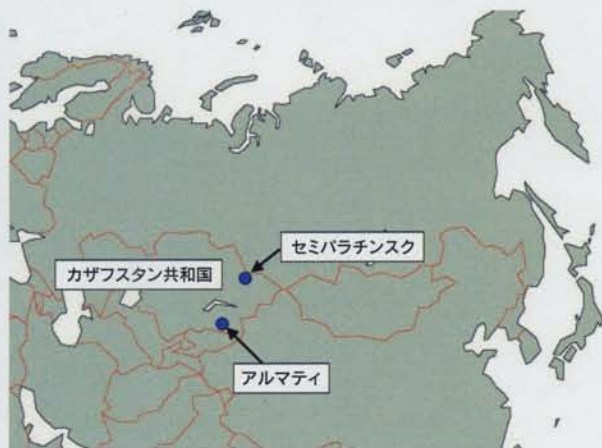 セミパラチンスク
カザフスタン共和国
アルマティ